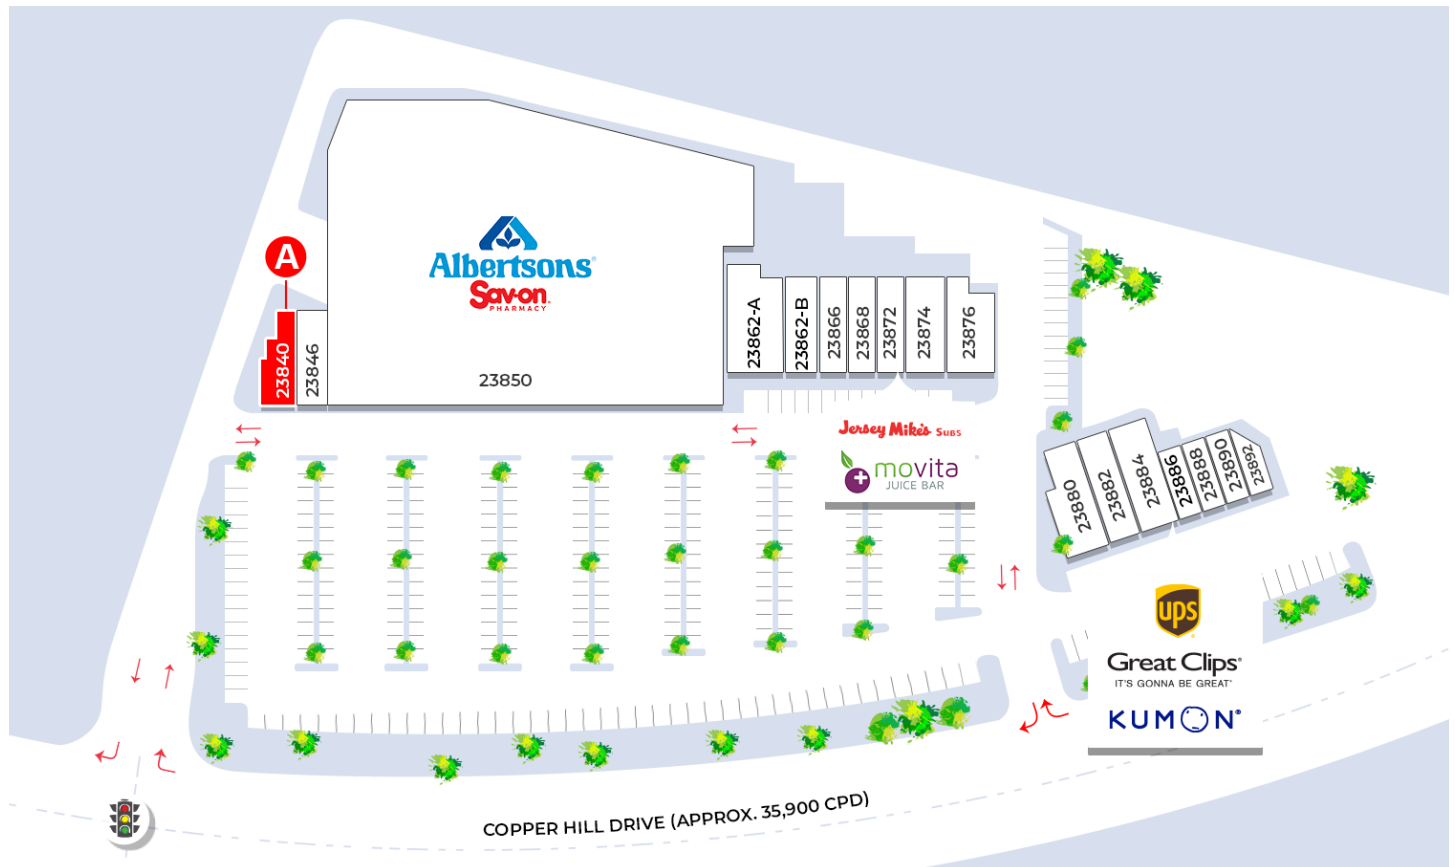 A
Albertsons®
Sav-on®
PHARMACY
23840
23846
23850
23862-A
23862-B
23866
23868
23872
23874
23876
Jersey Mike's SUBS
movita
JUICE BAR
23880
23882
23884
23886
23888
23890
23892
ups
Great Clips®
IT'S GONNA BE GREAT®
KUMON®
COPPER HILL DRIVE (APPROX. 35,900 CPD)